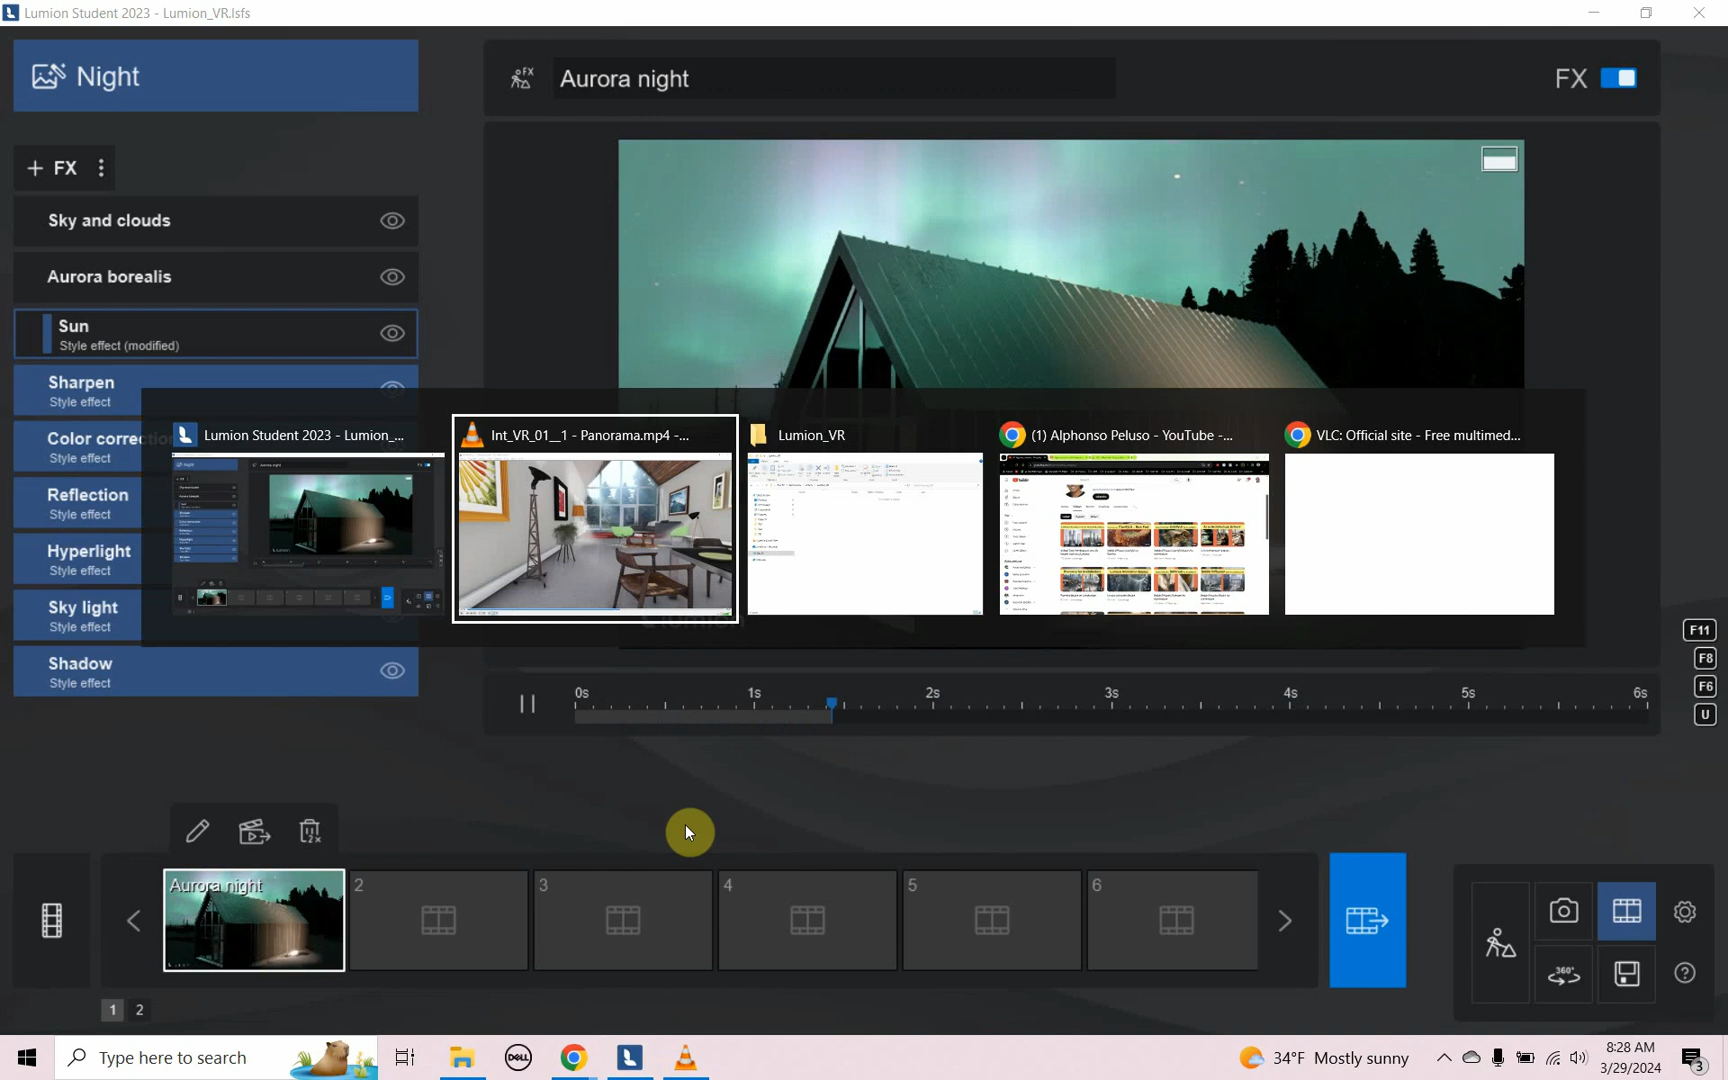 Lumion Student 2023 - Lumion_VR.lsfs
Night
FX
Aurora night
FX
Sky and clouds
Aurora borealis
Sun
Style effect (modified)
Sharpen
Style effect
Color correction
Style effect
Reflection
Style effect
Hyperlight
Style effect
Sky light
Style effect
Shadow
Style effect
Lumion Student 2023 - Lumion_...
Int_VR_01__1 - Panorama.mp4 -...
Lumion_VR
(1) Alphonso Peluso - YouTube -...
VLC: Official site - Free multimed...
F11
F8
F6
U
0s 1s 2s 3s 4s 5s 6s
Aurora night
2 3 4 5 6
360°
1 2
Type here to search
DELL
34°F Mostly sunny
8:28 AM
3/29/2024
3